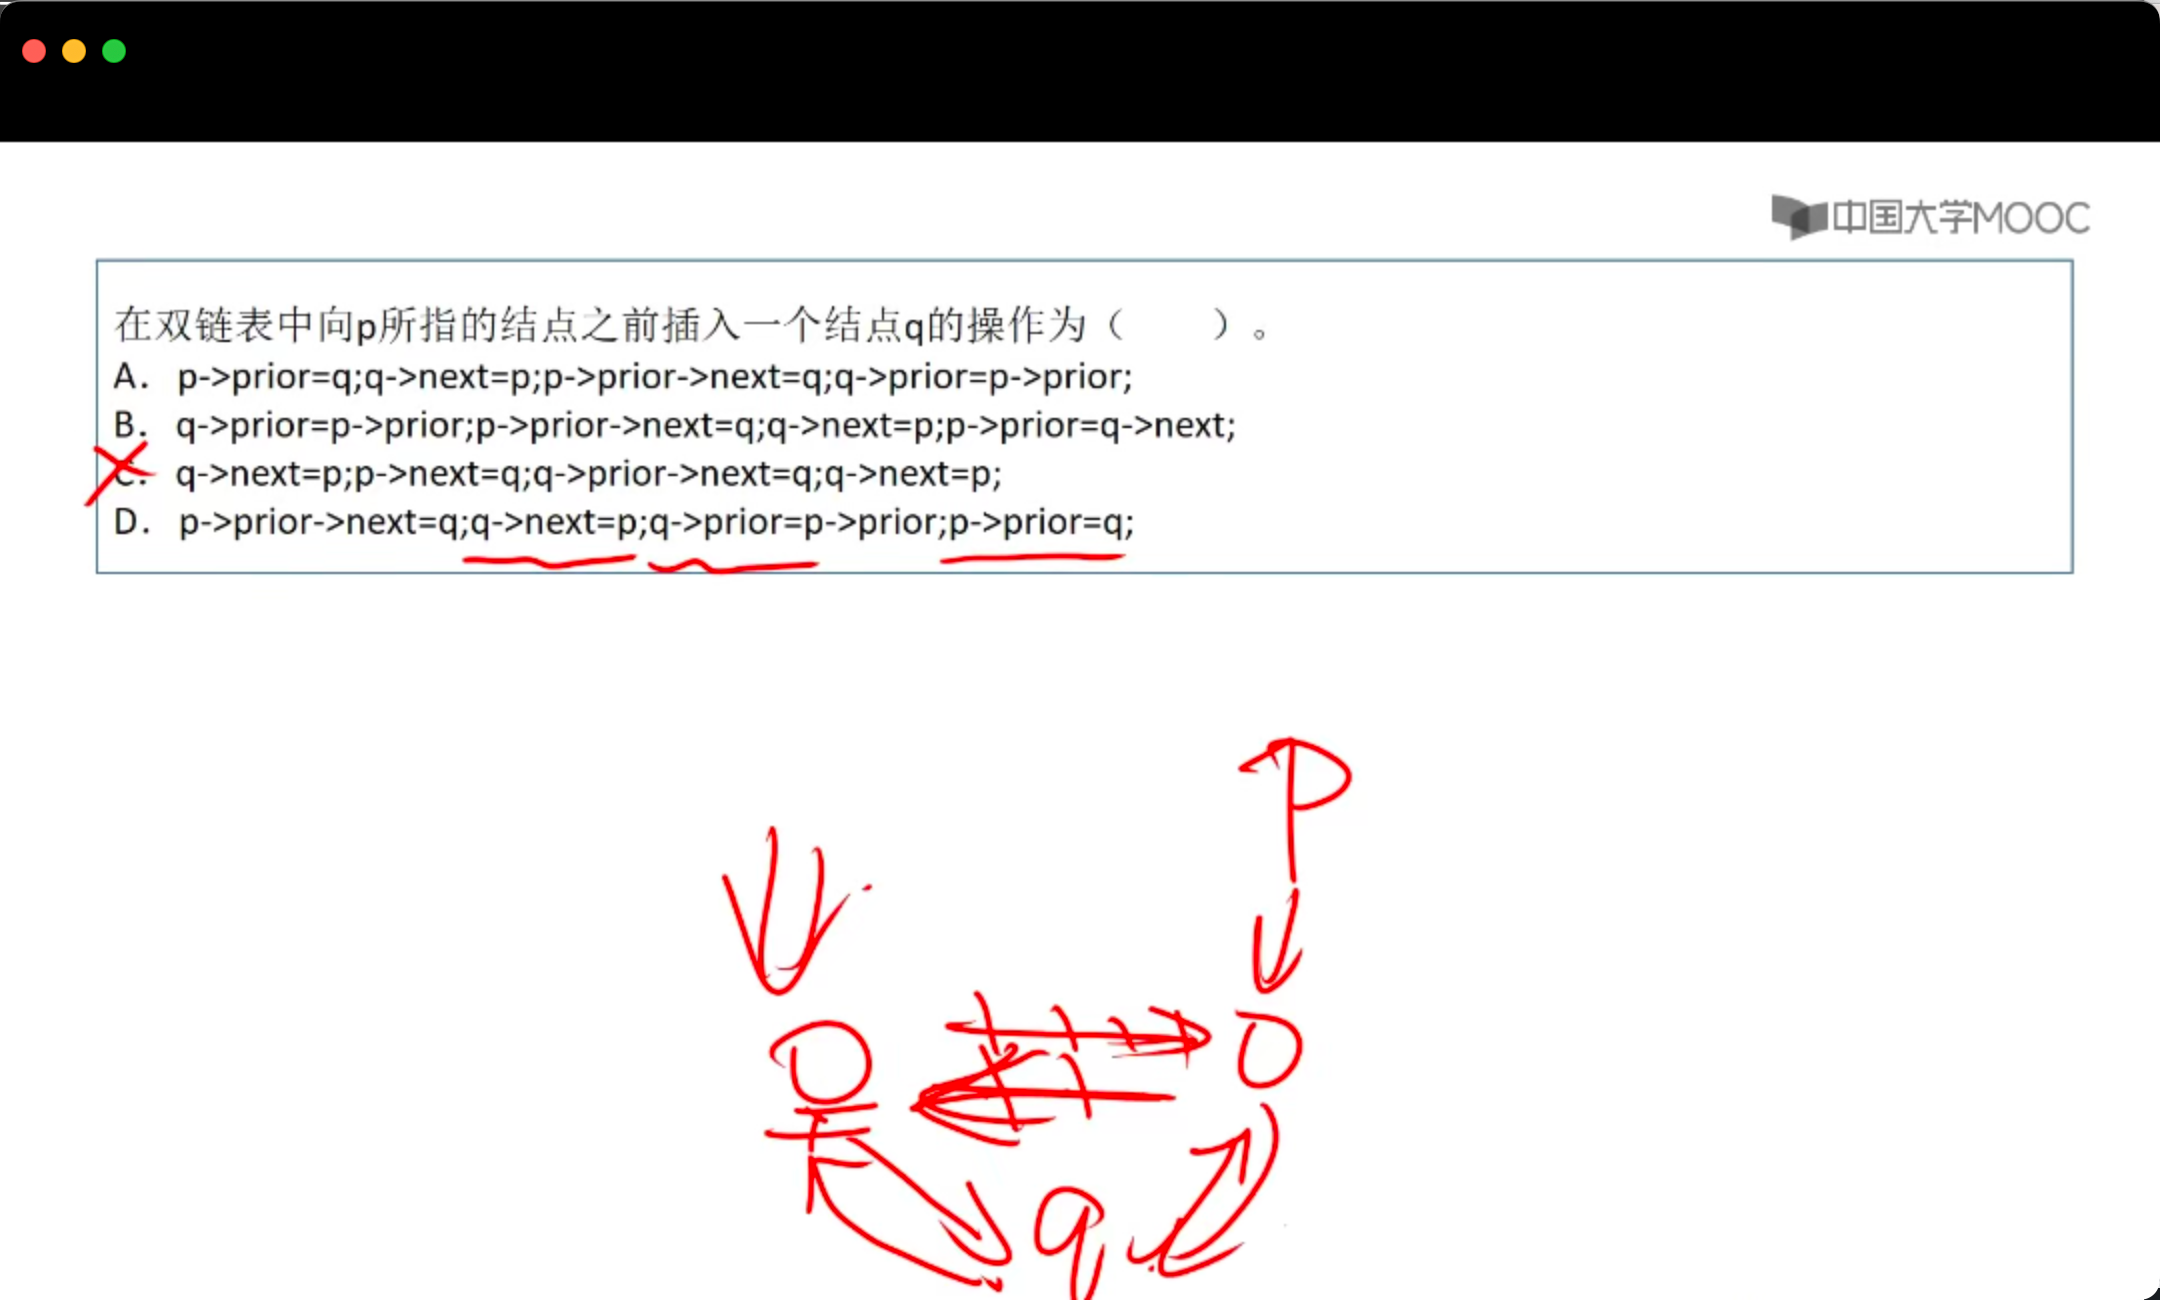 中国大学MOOC
在双链表中向p所指的结点之前插入一个结点q的操作为（　　）。
A. p->prior=q;q->next=p;p->prior->next=q;q->prior=p->prior;
B. q->prior=p->prior;p->prior->next=q;q->next=p;p->prior=q->next;
C. q->next=p;p->next=q;q->prior->next=q;q->next=p;
D. p->prior->next=q;q->next=p;q->prior=p->prior;p->prior=q;
P
q